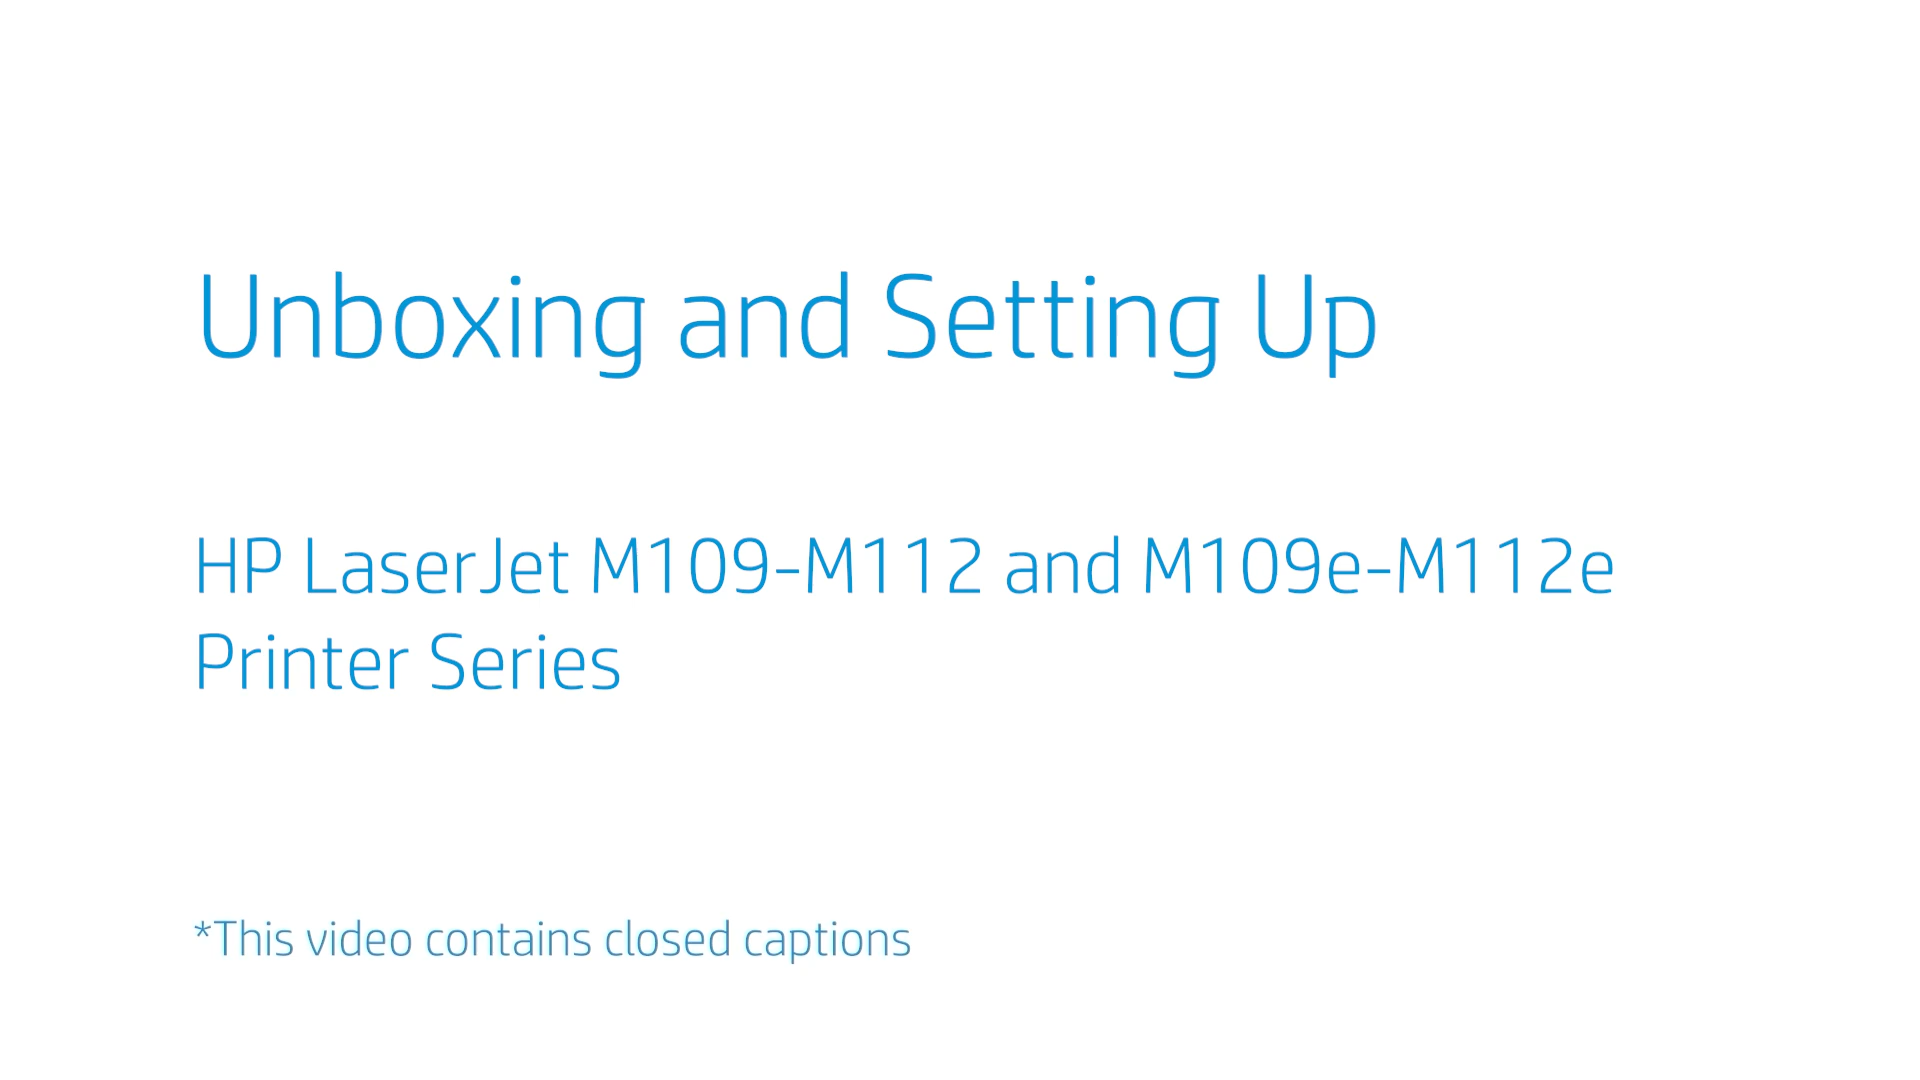 Unboxing and Setting Up
HP LaserJet M109-M112 and M109e-M112e
Printer Series
*This video contains closed captions